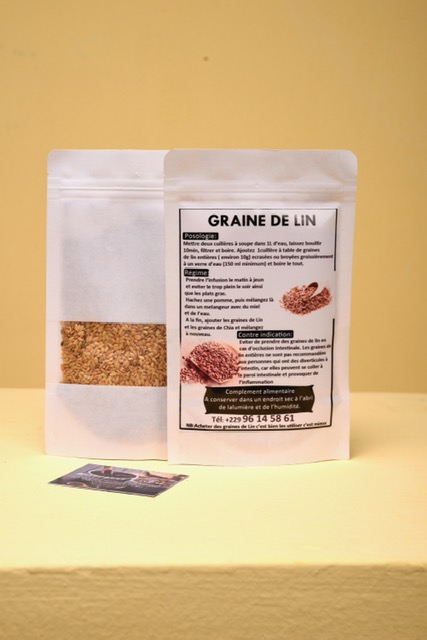 GRAINE DE LIN
Posologie:
Mettre deux cuillères à soupe dans 1L d'eau, laissez bouillir
10min, filtrer et boire. Ajoutez 1cuillère à table de graines
de lin entières ( environ 10g) ecrasées ou broyées grossièrement
à un verre d'eau (150 ml minimum) et boire le tout.
Régime:
Prendre l'infusion le matin à jeun
et eviter le trop plein le soir ainsi
que les plats gras.
Hachez une pomme, puis mélangez là
dans un melangeur avec du miel
et de l'eau.
A la fin, ajouter les graines de Lin
et les graines de Chia et mélangez
à nouveau.
Contre indication:
Eviter de prendre des graines de lin en
cas d'occlusion intestinale. Les graines de
lin entières ne sont pas recommandées
aux personnes qui ont des diverticules à
l'intestin, car elles peuvent se coller à
la paroi intestinale et provoquer de
l'inflammation
Complement alimentaire
A conserver dans un endroit sec à l'abri
de lalumière et de l'humidité.
Tél: +229 96 14 58 61
NB:Acheter des graines de Lin c'est bien les utiliser c'est mieux